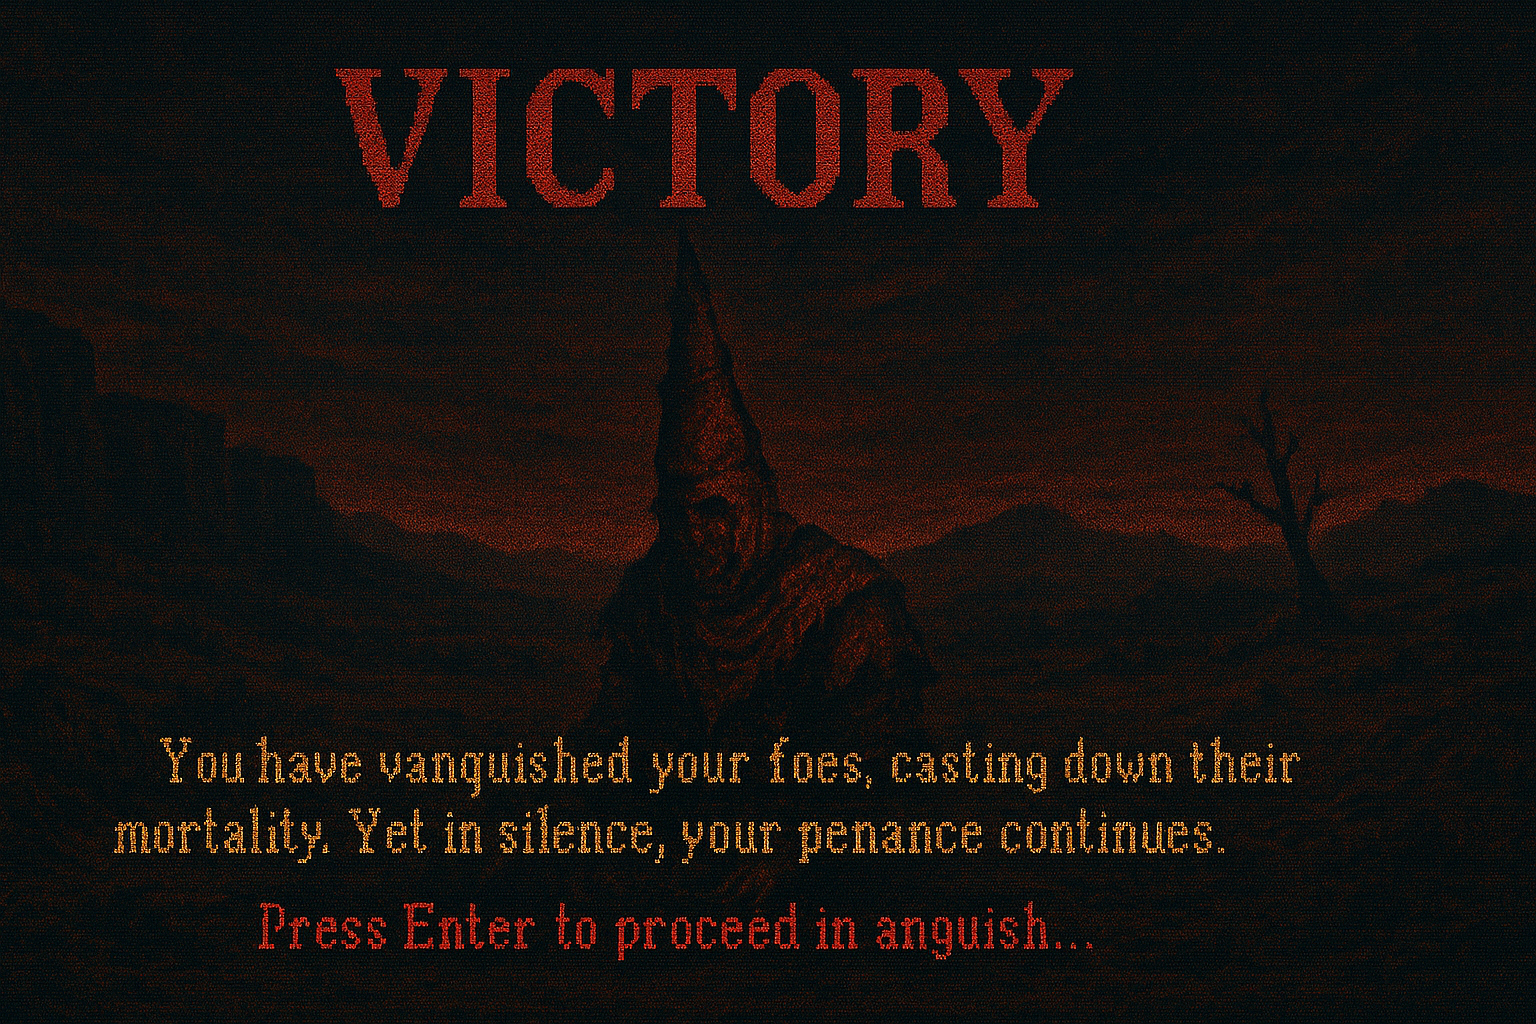 VICTORY
You have vanquished your foes, casting down their
mortality. Yet in silence, your penance continues.
Press Enter to proceed in anguish...